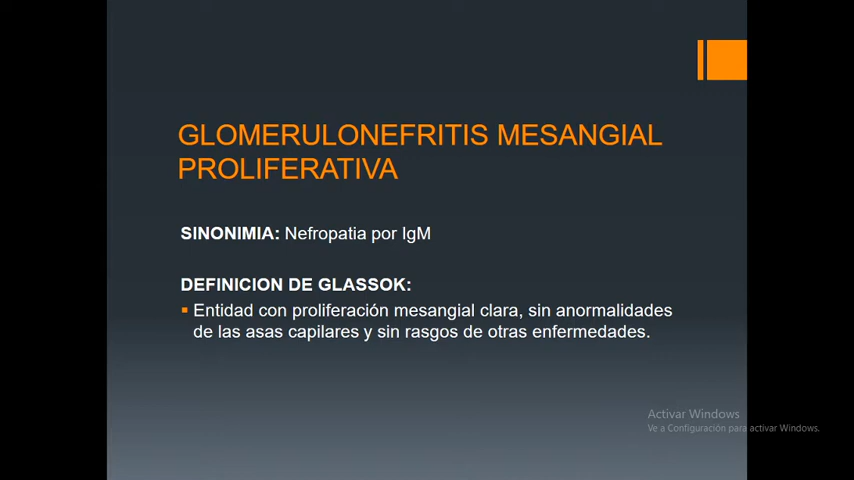 GLOMERULONEFRITIS MESANGIAL
PROLIFERATIVA
SINONIMIA: Nefropatia por IgM
DEFINICION DE GLASSOK:
▪ Entidad con proliferación mesangial clara, sin anormalidades
de las asas capilares y sin rasgos de otras enfermedades.
Activar Windows
Ve a Configuración para activar Windows.